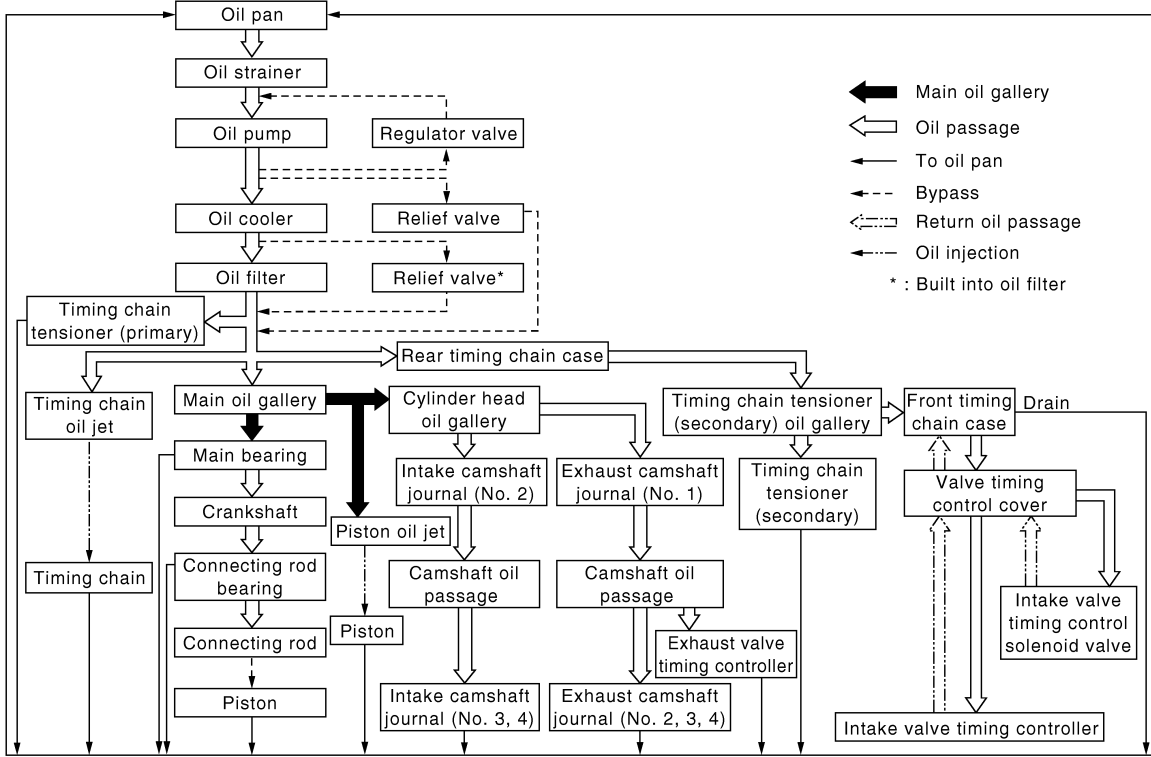 Oil pan
Oil strainer
Oil pump
Regulator valve
Oil cooler
Relief valve
Oil filter
Relief valve*
Main oil gallery
Oil passage
To oil pan
Bypass
Return oil passage
Oil injection
* : Built into oil filter
Timing chain
tensioner (primary)
Rear timing chain case
Timing chain
oil jet
Main oil gallery
Cylinder head
oil gallery
Timing chain tensioner
(secondary) oil gallery
Front timing
chain case
Drain
Main bearing
Intake camshaft
journal (No. 2)
Exhaust camshaft
journal (No. 1)
Timing chain
tensioner
(secondary)
Valve timing
control cover
Crankshaft
Piston oil jet
Timing chain
Connecting rod
bearing
Camshaft oil
passage
Camshaft oil
passage
Intake valve
timing control
solenoid valve
Connecting rod
Piston
Exhaust valve
timing controller
Piston
Intake camshaft
journal (No. 3, 4)
Exhaust camshaft
journal (No. 2, 3, 4)
Intake valve timing controller